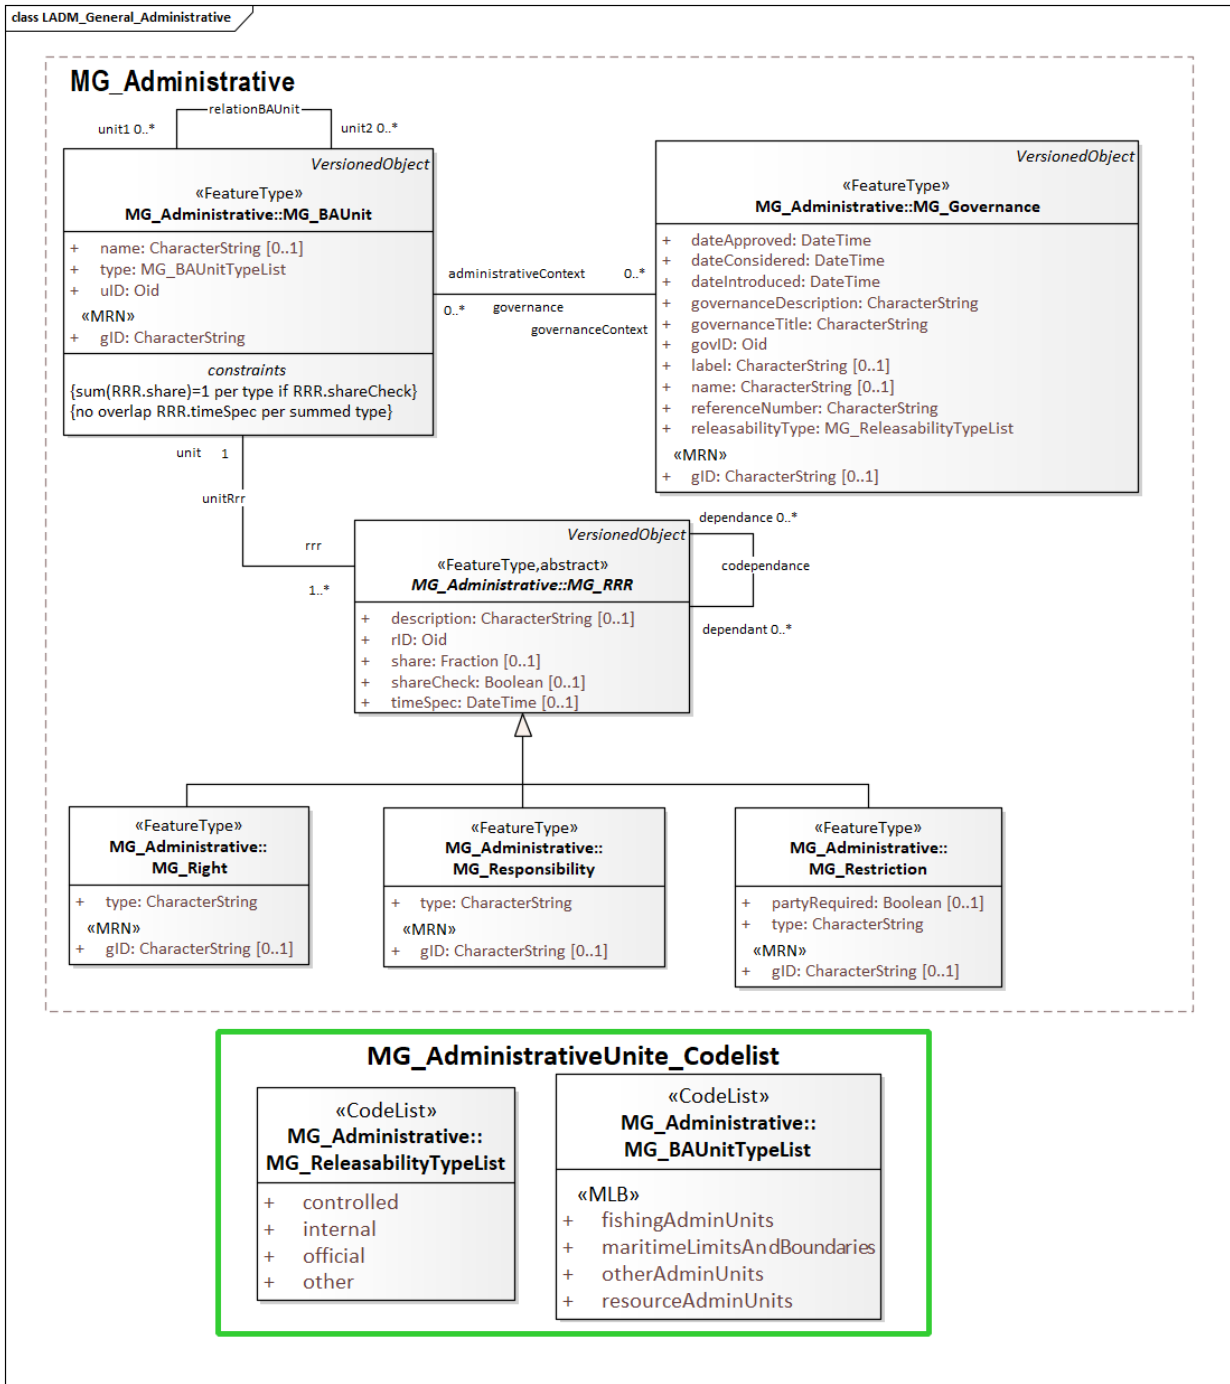 class LADM_General_Administrative
MG_Administrative
relationBAUnit
unit1 0..*
unit2 0..*
VersionedObject
«FeatureType»
MG_Administrative::MG_BAUnit
+ name: CharacterString [0..1]
+ type: MG_BAUnitTypeList
+ uID: Oid
«MRN»
+ gID: CharacterString
constraints
{sum(RRR.share)=1 per type if RRR.shareCheck}
{no overlap RRR.timeSpec per summed type}
administrativeContext
0..*
0..*
governance
governanceContext
VersionedObject
«FeatureType»
MG_Administrative::MG_Governance
+ dateApproved: DateTime
+ dateConsidered: DateTime
+ dateIntroduced: DateTime
+ governanceDescription: CharacterString
+ governanceTitle: CharacterString
+ govID: Oid
+ label: CharacterString [0..1]
+ name: CharacterString [0..1]
+ referenceNumber: CharacterString
+ releasabilityType: MG_ReleasabilityTypeList
«MRN»
+ gID: CharacterString [0..1]
unit 1
unitRrr
rrr
1..*
VersionedObject
«FeatureType,abstract»
MG_Administrative::MG_RRR
+ description: CharacterString [0..1]
+ rID: Oid
+ share: Fraction [0..1]
+ shareCheck: Boolean [0..1]
+ timeSpec: DateTime [0..1]
dependance 0..*
codependance
dependant 0..*
«FeatureType»
MG_Administrative::
MG_Right
+ type: CharacterString
«MRN»
+ gID: CharacterString [0..1]
«FeatureType»
MG_Administrative::
MG_Responsibility
+ type: CharacterString
«MRN»
+ gID: CharacterString [0..1]
«FeatureType»
MG_Administrative::
MG_Restriction
+ partyRequired: Boolean [0..1]
+ type: CharacterString
«MRN»
+ gID: CharacterString [0..1]
MG_AdministrativeUnite_Codelist
«CodeList»
MG_Administrative::
MG_ReleasabilityTypeList
+ controlled
+ internal
+ official
+ other
«CodeList»
MG_Administrative::
MG_BAUnitTypeList
«MLB»
+ fishingAdminUnits
+ maritimeLimitsAndBoundaries
+ otherAdminUnits
+ resourceAdminUnits